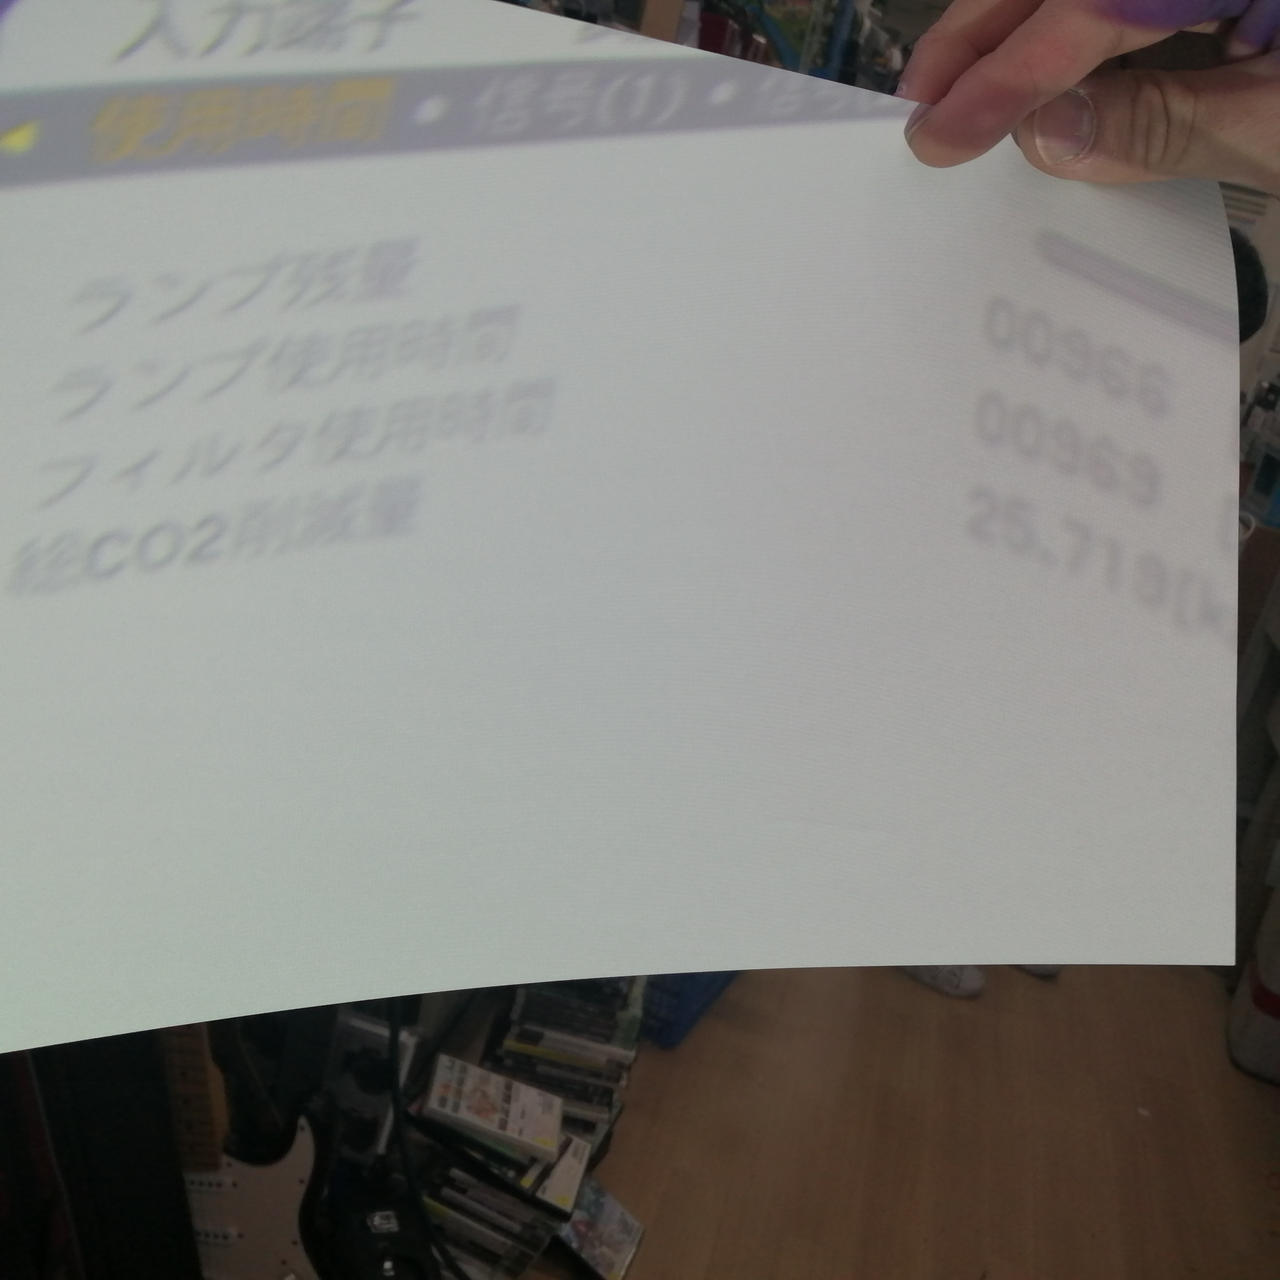 入力端子
使用時間 • 信号(1) •
ランプ残量
ランプ使用時間 00966
フィルタ使用時間 00969
総CO2削減量 25.719[k